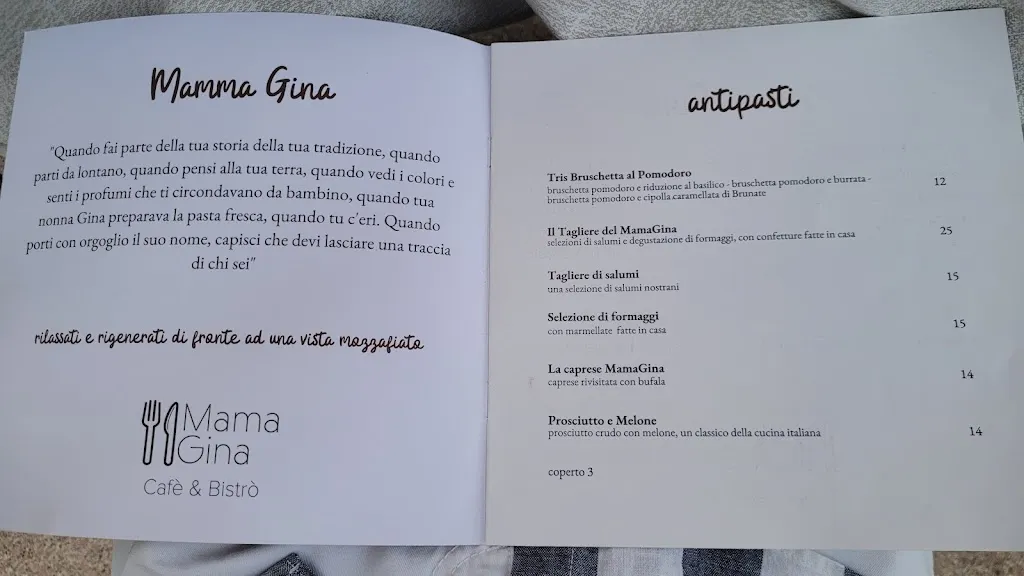 Mamma Gina
"Quando fai parte della tua storia della tua tradizione, quando
parti da lontano, quando pensi alla tua terra, quando vedi i colori e
senti i profumi che ti circondavano da bambino, quando tua
nonna Gina preparava la pasta fresca, quando tu c'eri. Quando
porti con orgoglio il suo nome, capisci che devi lasciare una traccia
di chi sei"
rilassati e rigenerati di fronte ad una vista mozzafiato
Mama
Gina
Cafè & Bistrò
antipasti
Tris Bruschetta al Pomodoro
bruschetta pomodoro e riduzione al basilico - bruschetta pomodoro e burrata - 12
bruschetta pomodoro e cipolla caramellata di Brunate
Il Tagliere del MamaGina 25
selezioni di salumi e degustazione di formaggi, con confetture fatte in casa
Tagliere di salumi 15
una selezione di salumi nostrani
Selezione di formaggi 15
con marmellate fatte in casa
La caprese MamaGina 14
caprese rivisitata con bufala
Prosciutto e Melone
prosciutto crudo con melone, un classico della cucina italiana 14
coperto 3